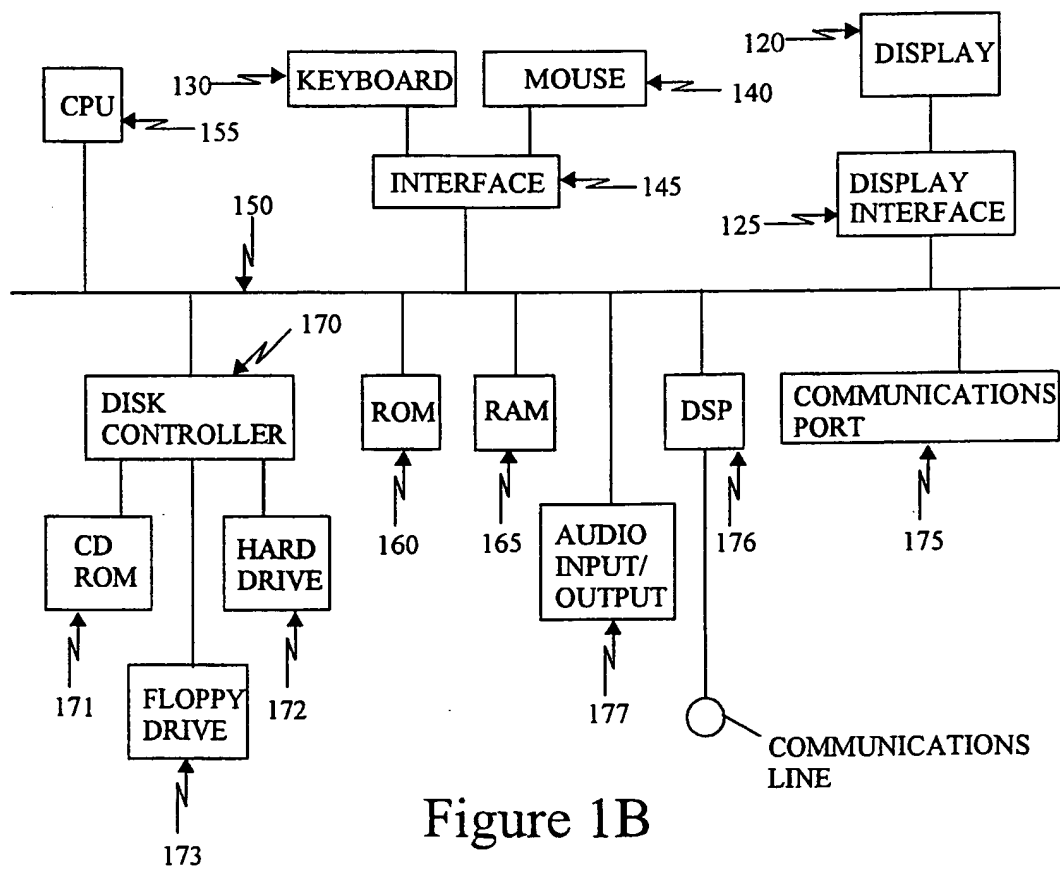 120
DISPLAY
130
KEYBOARD
MOUSE
140
CPU
155
INTERFACE
145
DISPLAY
INTERFACE
125
150
170
DISK
CONTROLLER
ROM
RAM
DSP
COMMUNICATIONS
PORT
CD
ROM
HARD
DRIVE
160
165
AUDIO
INPUT/
OUTPUT
176
175
171
FLOPPY
DRIVE
172
177
COMMUNICATIONS
LINE
173
Figure 1B